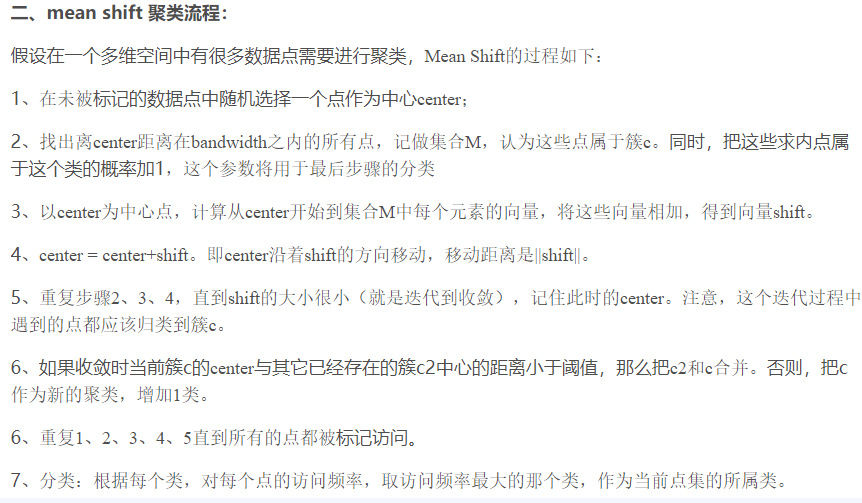 二、mean shift 聚类流程：
假设在一个多维空间中有很多数据点需要进行聚类，Mean Shift的过程如下：
1、在未被标记的数据点中随机选择一个点作为中心center；
2、找出离center距离在bandwidth之内的所有点，记做集合M，认为这些点属于簇c。同时，把这些求内点属
于这个类的概率加1，这个参数将用于最后步骤的分类
3、以center为中心点，计算从center开始到集合M中每个元素的向量，将这些向量相加，得到向量shift。
4、center = center+shift。即center沿着shift的方向移动，移动距离是||shift||。
5、重复步骤2、3、4，直到shift的大小很小（就是迭代到收敛），记住此时的center。注意，这个迭代过程中
遇到的点都应该归类到簇c。
6、如果收敛时当前簇c的center与其它已经存在的簇c2中心的距离小于阈值，那么把c2和c合并。否则，把c
作为新的聚类，增加1类。
6、重复1、2、3、4、5直到所有的点都被标记访问。
7、分类：根据每个类，对每个点的访问频率，取访问频率最大的那个类，作为当前点集的所属类。